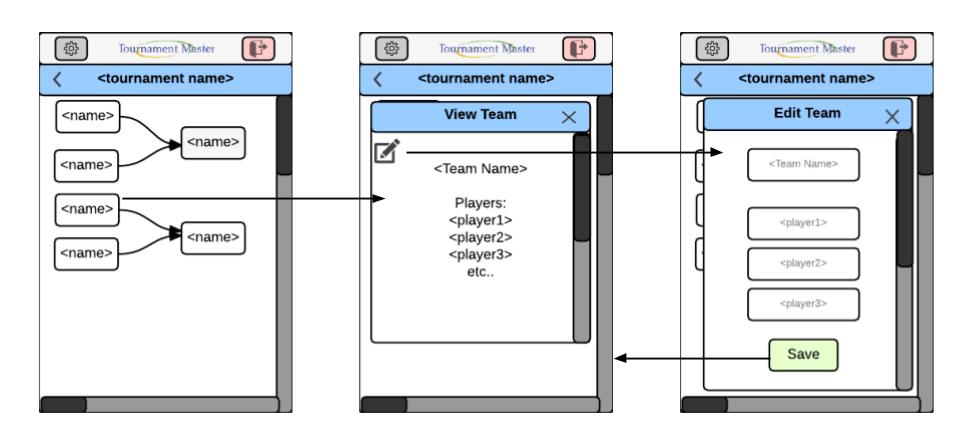 Tournament Master
<tournament name>
<name>
<name>
<name>
<name>
<name>
<name>
Tournament Master
<tournament name>
View Team
<Team Name>
Players:
<player1>
<player2>
<player3>
etc..
Tournament Master
<tournament name>
Edit Team
<Team Name>
<player1>
<player2>
<player3>
Save